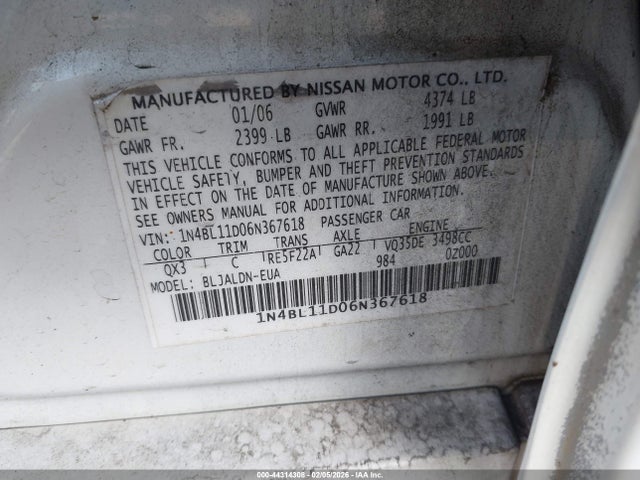 MANUFACTURED BY NISSAN MOTOR CO., LTD.
DATE 01/06 GVWR 4374 LB
GAWR FR. 2399 LB GAWR RR. 1991 LB
THIS VEHICLE CONFORMS TO ALL APPLICABLE FEDERAL MOTOR
VEHICLE SAFETY, BUMPER AND THEFT PREVENTION STANDARDS
IN EFFECT ON THE DATE OF MANUFACTURE SHOWN ABOVE.
SEE OWNERS MANUAL FOR ADDITIONAL INFORMATION.
VIN: 1N4BL11D06N367618 PASSENGER CAR
COLOR TRIM TRANS AXLE ENGINE
QX3 C RE5F22A GA22 VQ35DE 3498CC
MODEL: BLJALDN-EUA 984 0Z000
1N4BL11D06N367618
000-44314308 - 02/05/2026 - COPART